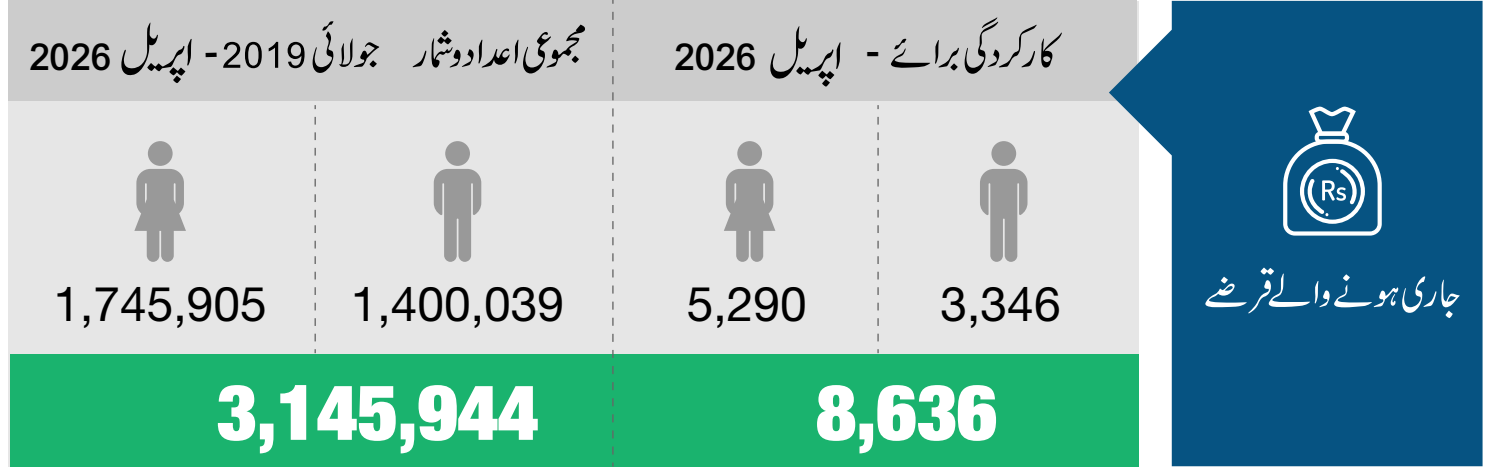 Rs
جاری ہونے والے قرضے
کارکردگی برائے - اپریل 2026
3,346
5,290
8,636
مجموعی اعدادوشمار جولائی 2019 - اپریل 2026
1,400,039
1,745,905
3,145,944